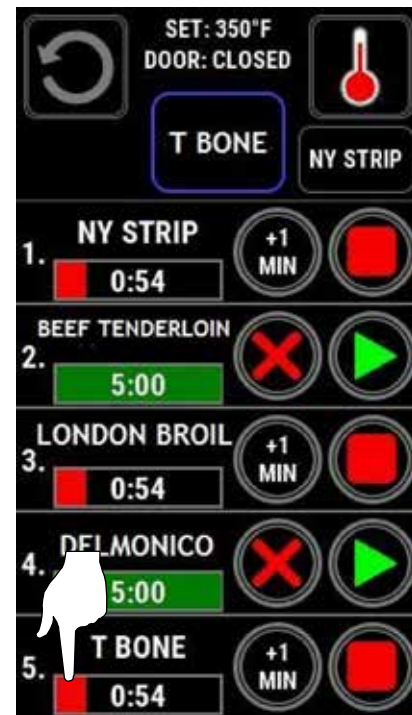 SET: 350°F
DOOR: CLOSED
T BONE
NY STRIP
1. NY STRIP
+1 MIN
0:54
2. BEEF TENDERLOIN
5:00
3. LONDON BROIL
+1 MIN
0:54
4. DELMONICO
5:00
5. T BONE
+1 MIN
0:54